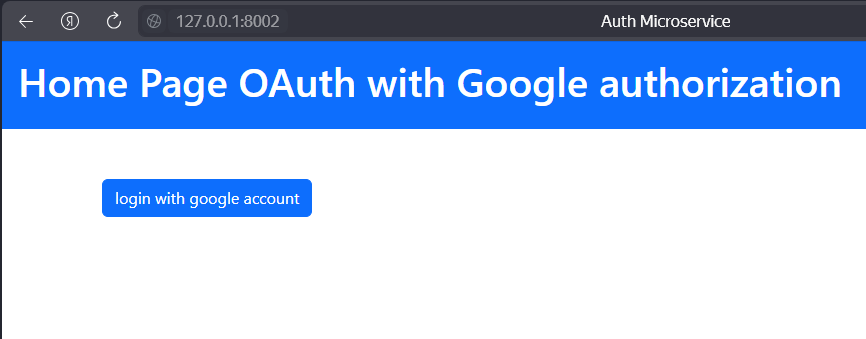 127.0.0.1:8002
Auth Microservice
Home Page OAuth with Google authorization
login with google account